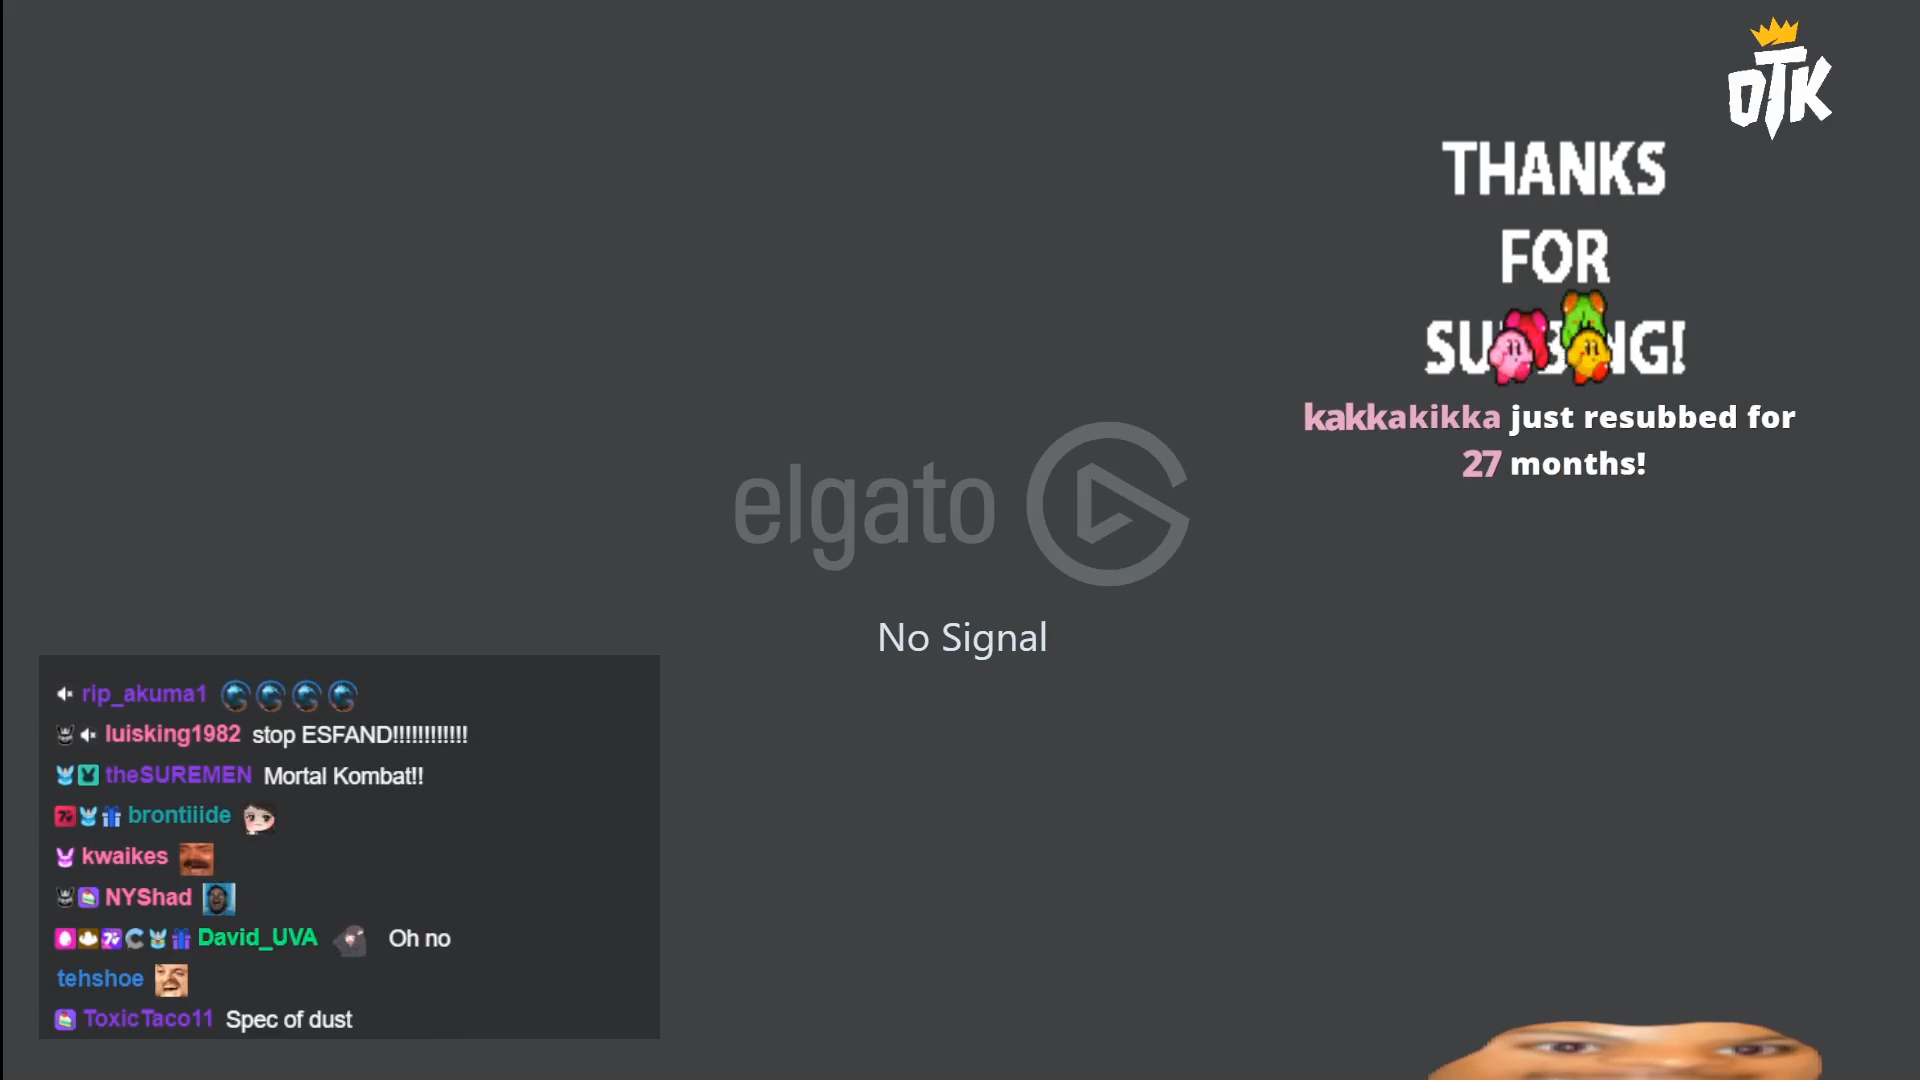 OTK
THANKS
FOR
SU
B
NG!
kakkakikka just resubbed for
27 months!
elgato
No Signal
rip_akuma1
luisking1982 stop ESFAND!!!!!!!!!!!!
theSUREMEN Mortal Kombat!!
brontiiide
kwaikes
NYShad
David_UVA Oh no
tehshoe
ToxicTaco11 Spec of dust